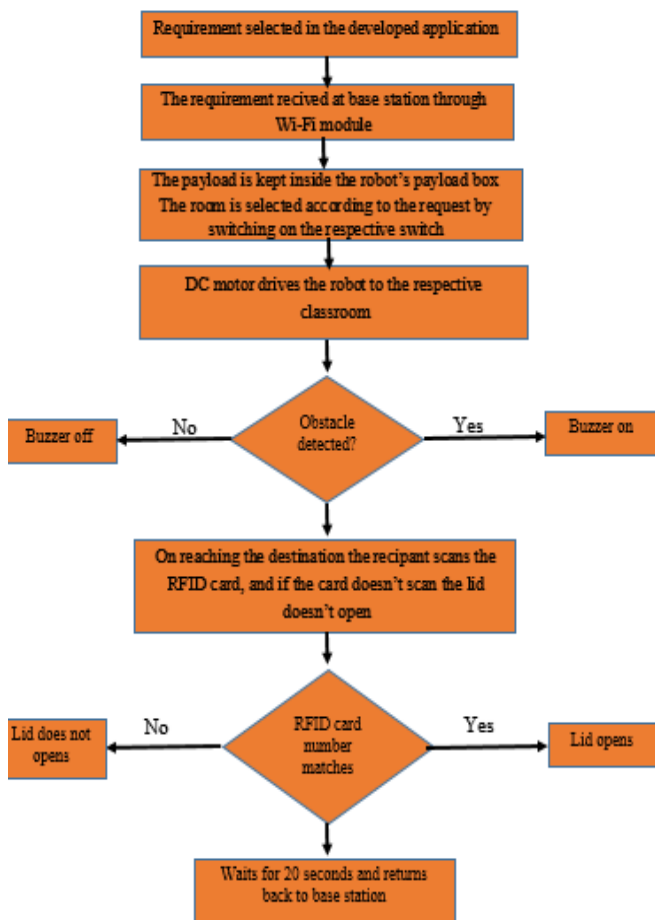 Requirement selected in the developed application
The requirement recived at base station through
Wi-Fi module
The payload is kept inside the robot's payload box
The room is selected according to the request by
switching on the respective switch
DC motor drives the robot to the respective
classroom
Obstacle
detected?
No
Yes
Buzzer off
Buzzer on
On reaching the destination the recipant scans the
RFID card, and if the card doesn't scan the lid
doesn't open
RFID card
number
matches
No
Yes
Lid does not
opens
Lid opens
Waits for 20 seconds and returns
back to base station